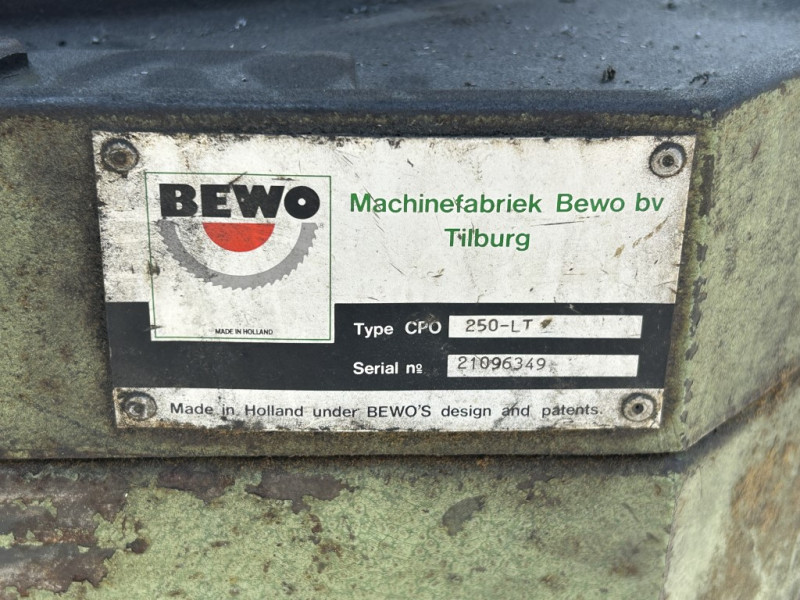 BEWO
MADE IN HOLLAND
Machinefabriek Bewo bv
Tilburg
Type CPO 250-LT
Serial nº 21096349
Made in Holland under BEWO'S design and patents.